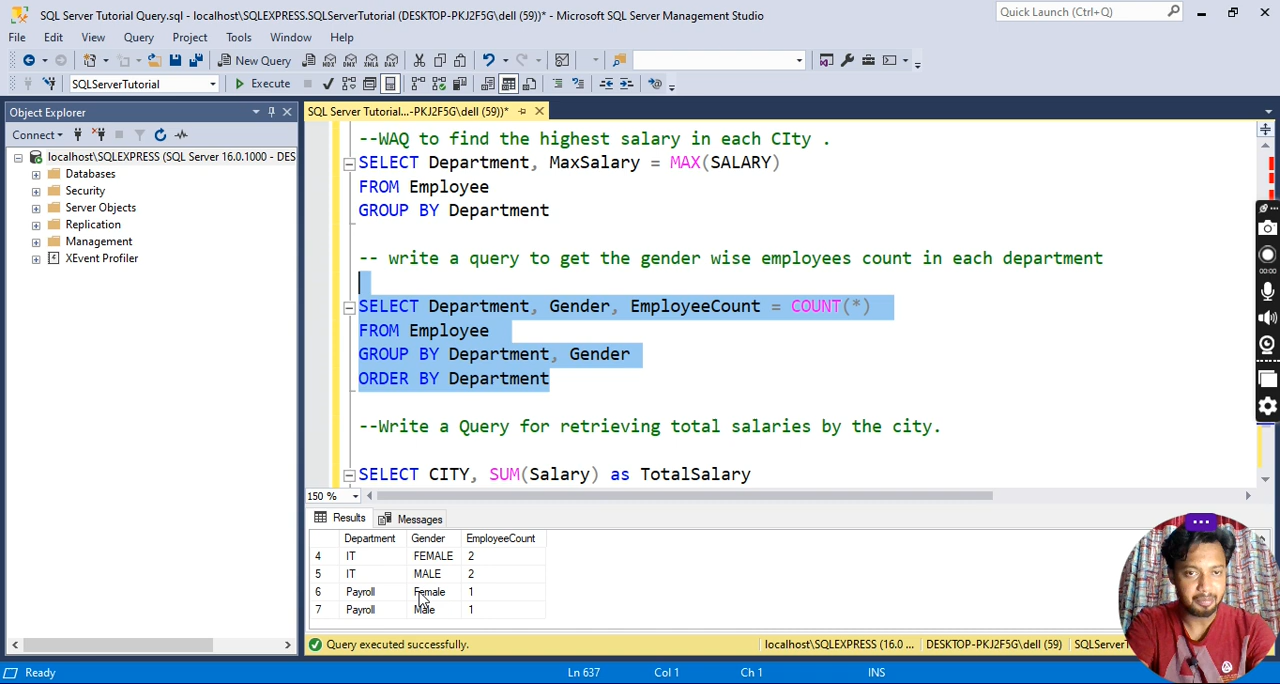 SQL Server Tutorial Query.sql - localhost\SQLEXPRESS.SQLServerTutorial (DESKTOP-PKJ2F5G\dell (59))* - Microsoft SQL Server Management Studio
Quick Launch (Ctrl+Q)
File Edit View Query Project Tools Window Help
New Query
SQLServerTutorial
Execute
Object Explorer
SQL Server Tutorial...-PKJ2F5G\dell (59))*
Connect
localhost\SQLEXPRESS (SQL Server 16.0.1000 - DES
Databases
Security
Server Objects
Replication
Management
XEvent Profiler
--WAQ to find the highest salary in each CIty .
SELECT Department, MaxSalary = MAX(SALARY)
FROM Employee
GROUP BY Department
-- write a query to get the gender wise employees count in each department
SELECT Department, Gender, EmployeeCount = COUNT(*)
FROM Employee
GROUP BY Department, Gender
ORDER BY Department
--Write a Query for retrieving total salaries by the city.
SELECT CITY, SUM(Salary) as TotalSalary
150 %
Results Messages
Department Gender EmployeeCount
4 IT FEMALE 2
5 IT MALE 2
6 Payroll Female 1
7 Payroll Male 1
Query executed successfully.
localhost\SQLEXPRESS (16.0 ... DESKTOP-PKJ2F5G\dell (59) SQLServerT
Ready
Ln 637 Col 1 Ch 1 INS
00:00